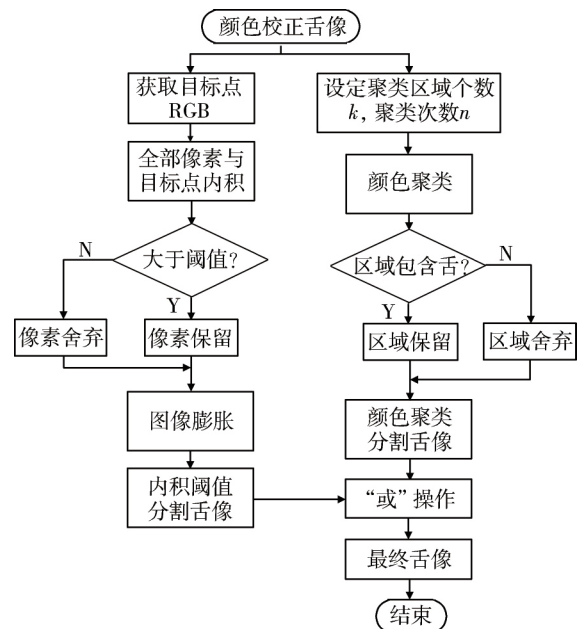 颜色校正舌像
获取目标点
RGB
设定聚类区域个数
k，聚类次数n
全部像素与
目标点内积
颜色聚类
N
大于阈值?
Y
区域包含舌?
N
Y
像素舍弃
像素保留
区域保留
区域舍弃
图像膨胀
颜色聚类
分割舌像
内积阈值
分割舌像
“或”操作
最终舌像
结束